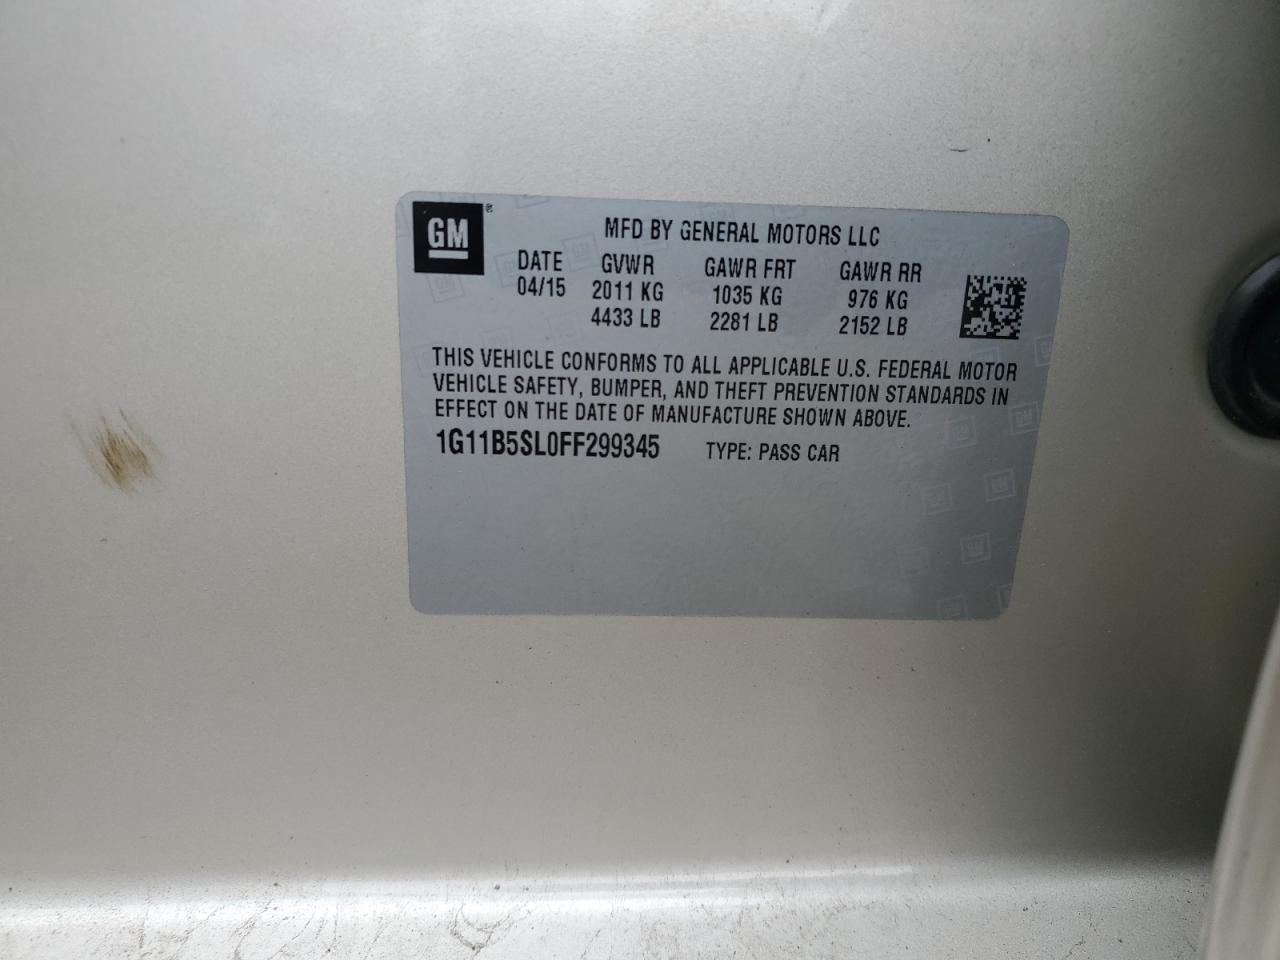 GM®
MFD BY GENERAL MOTORS LLC
DATE GVWR GAWR FRT GAWR RR
04/15 2011 KG 1035 KG 976 KG
4433 LB 2281 LB 2152 LB
THIS VEHICLE CONFORMS TO ALL APPLICABLE U.S. FEDERAL MOTOR
VEHICLE SAFETY, BUMPER, AND THEFT PREVENTION STANDARDS IN
EFFECT ON THE DATE OF MANUFACTURE SHOWN ABOVE.
1G11B5SL0FF299345 TYPE: PASS CAR